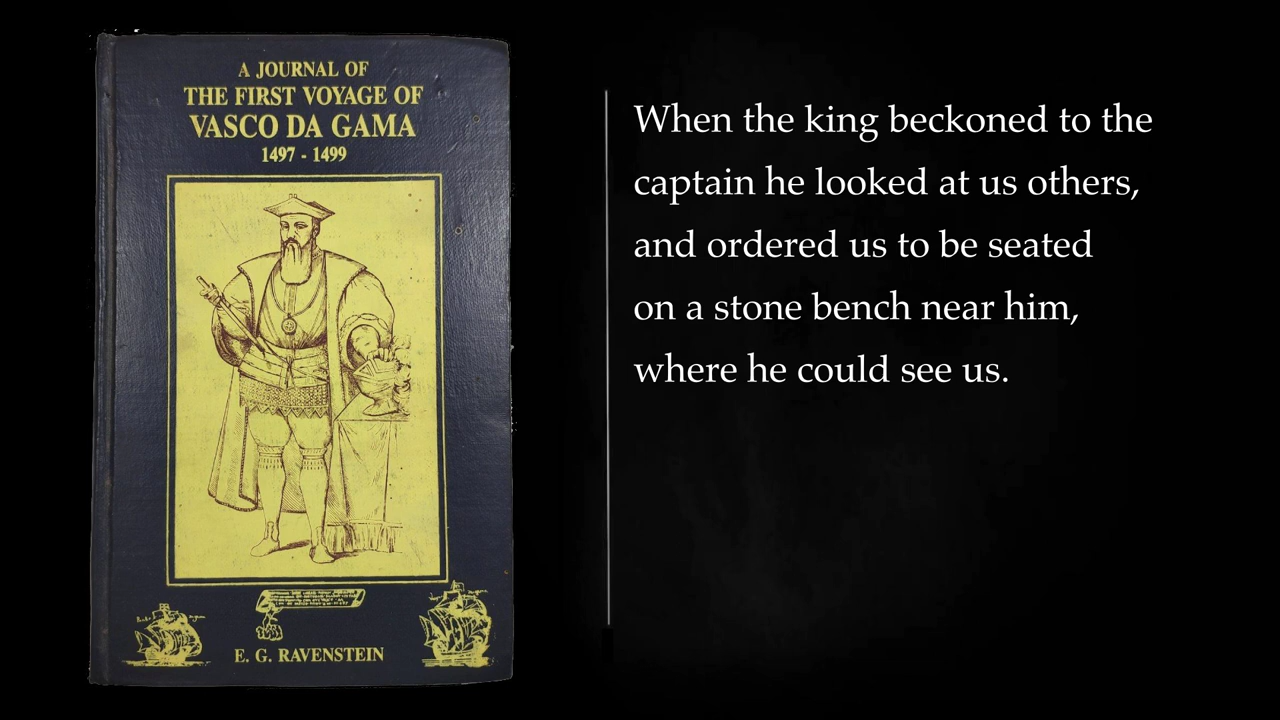 A JOURNAL OF
THE FIRST VOYAGE OF
VASCO DA GAMA
1497 - 1499
E. G. RAVENSTEIN
When the king beckoned to the
captain he looked at us others,
and ordered us to be seated
on a stone bench near him,
where he could see us.